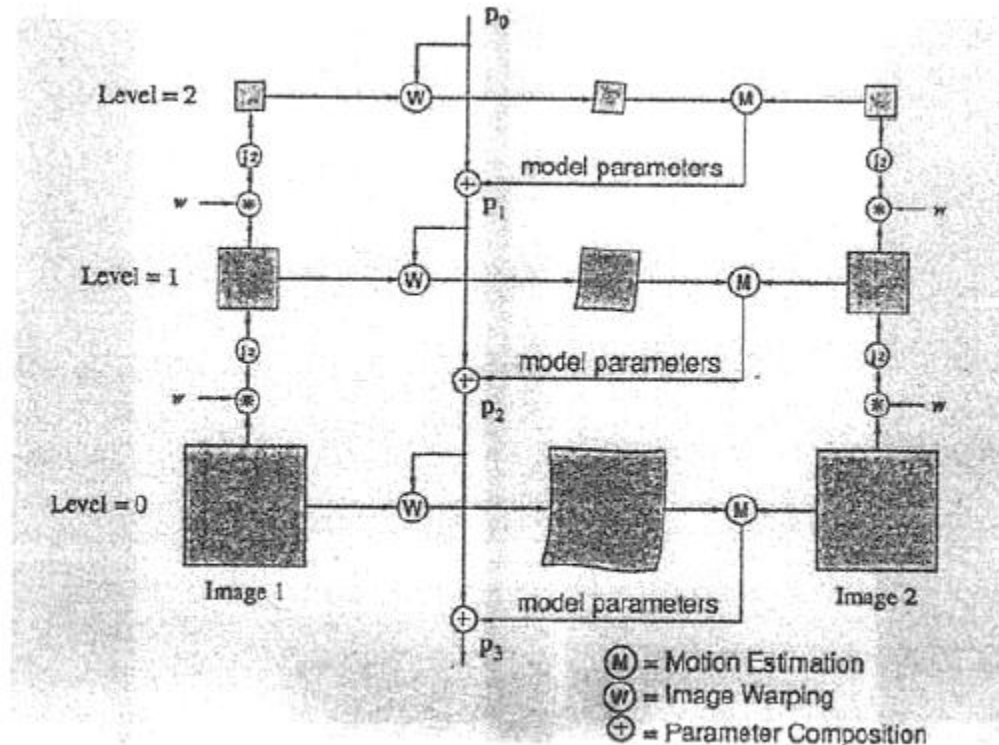 p0
Level = 2
W
M
↓2
↓2
model parameters
w
*
+
*
w
p1
Level = 1
W
M
↓2
↓2
model parameters
w
*
+
*
w
p2
Level = 0
W
M
Image 1
model parameters
Image 2
+
p3
M = Motion Estimation
W = Image Warping
+ = Parameter Composition